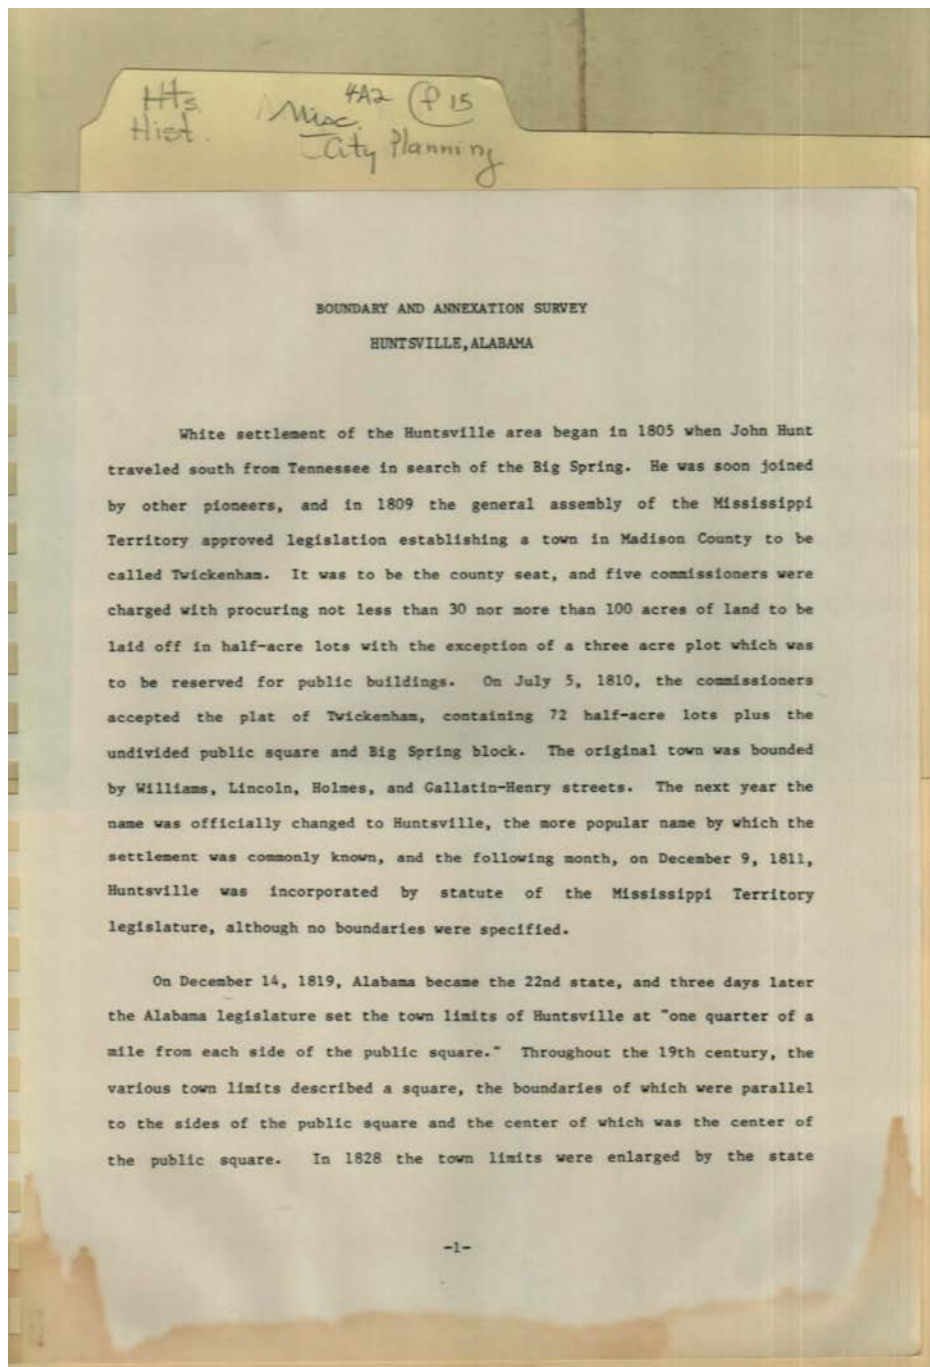 Hts.
Hist.
4A2 f 15
Misc.
City Planning
BOUNDARY AND ANNEXATION SURVEY
HUNTSVILLE,ALABAMA
White settlement of the Huntsville area began in 1805 when John Hunt
traveled south from Tennessee in search of the Big Spring. He was soon joined
by other pioneers, and in 1809 the general assembly of the Mississippi
Territory approved legislation establishing a town in Madison County to be
called Twickenham. It was to be the county seat, and five commissioners were
charged with procuring not less than 30 nor more than 100 acres of land to be
laid off in half-acre lots with the exception of a three acre plot which was
to be reserved for public buildings. On July 5, 1810, the commissioners
accepted the plat of Twickenham, containing 72 half-acre lots plus the
undivided public square and Big Spring block. The original town was bounded
by Williams, Lincoln, Holmes, and Gallatin-Henry streets. The next year the
name was officially changed to Huntsville, the more popular name by which the
settlement was commonly known, and the following month, on December 9, 1811,
Huntsville was incorporated by statute of the Mississippi Territory
legislature, although no boundaries were specified.
On December 14, 1819, Alabama became the 22nd state, and three days later
the Alabama legislature set the town limits of Huntsville at "one quarter of a
mile from each side of the public square." Throughout the 19th century, the
various town limits described a square, the boundaries of which were parallel
to the sides of the public square and the center of which was the center of
the public square. In 1828 the town limits were enlarged by the state
-1-